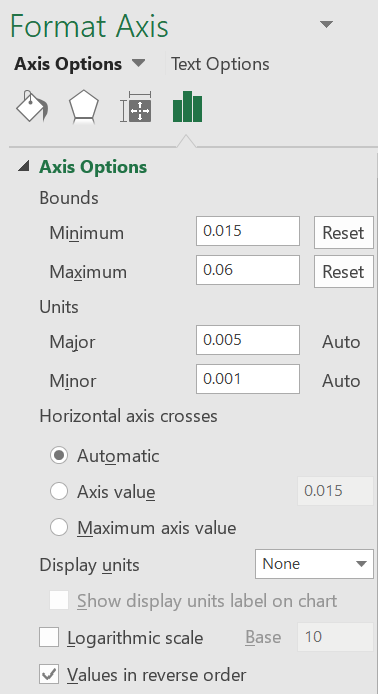 Format Axis
Axis Options Text Options
Axis Options
Bounds
Minimum 0.015 Reset
Maximum 0.06 Reset
Units
Major 0.005 Auto
Minor 0.001 Auto
Horizontal axis crosses
Automatic
Axis value 0.015
Maximum axis value
Display units None
Show display units label on chart
Logarithmic scale Base 10
Values in reverse order